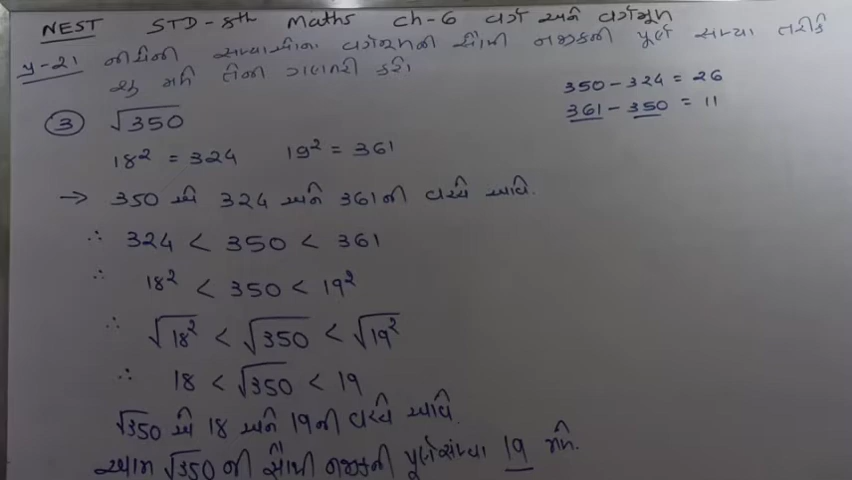 NEST STD-8th Maths ch-6 વર્ગ અને વર્ગમૂળ
પ્ર-21 નીચેની સંખ્યાઓના વર્ગમૂળની સૌથી નજીકની પૂર્ણ સંખ્યા તરીકે
શું મળે તેની ગણતરી કરો.
350 - 324 = 26
361 - 350 = 11
③ √350
18² = 324 19² = 361
→ 350 એ 324 અને 361ની વચ્ચે આવે.
∴ 324 < 350 < 361
∴ 18² < 350 < 19²
∴ √18² < √350 < √19²
∴ 18 < √350 < 19
√350 એ 18 અને 19ની વચ્ચે આવે.
આમ √350 ની સૌથી નજીકની પૂર્ણસંખ્યા 19 મળે.